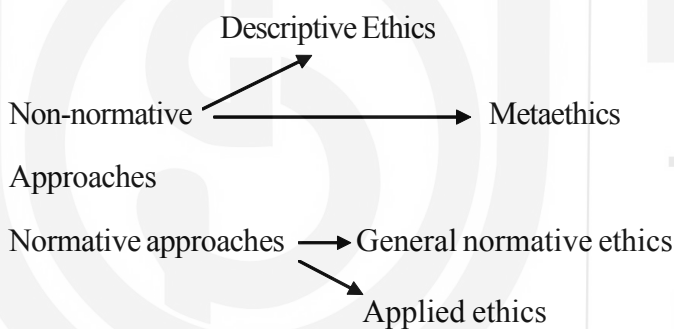 Descriptive Ethics
Non-normative Metaethics
Approaches
Normative approaches General normative ethics
Applied ethics